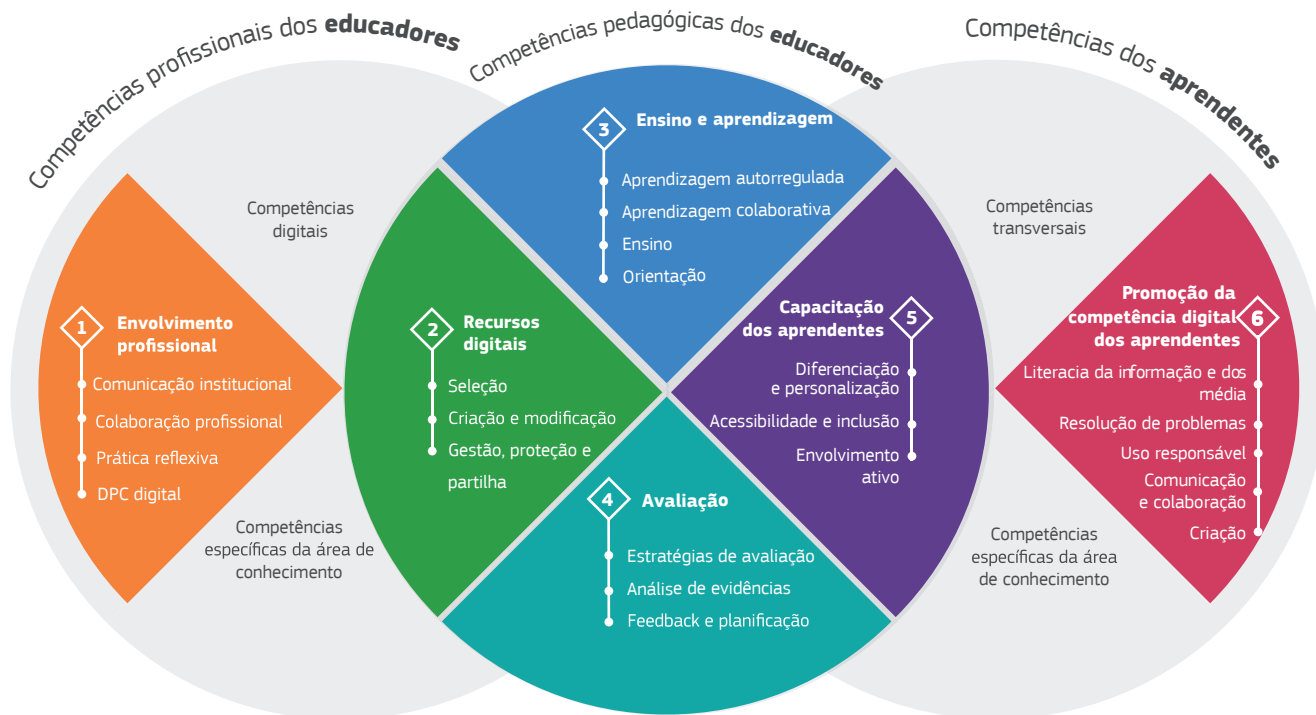 Competências profissionais dos educadores
Competências pedagógicas dos educadores
Competências dos aprendentes
Competências
digitais
Competências
transversais
1
Envolvimento
profissional
Comunicação institucional
Colaboração profissional
Prática reflexiva
DPC digital
Competências
específicas da área de
conhecimento
2
Recursos
digitais
Seleção
Criação e modificação
Gestão, proteção e
partilha
3
Ensino e aprendizagem
Aprendizagem autorregulada
Aprendizagem colaborativa
Ensino
Orientação
4
Avaliação
Estratégias de avaliação
Análise de evidências
Feedback e planificação
5
Capacitação
dos aprendentes
Diferenciação
e personalização
Acessibilidade e inclusão
Envolvimento
ativo
6
Promoção da
competência digital
dos aprendentes
Literacia da informação e dos
média
Resolução de problemas
Uso responsável
Comunicação
e colaboração
Criação
Competências
específicas da área
de conhecimento